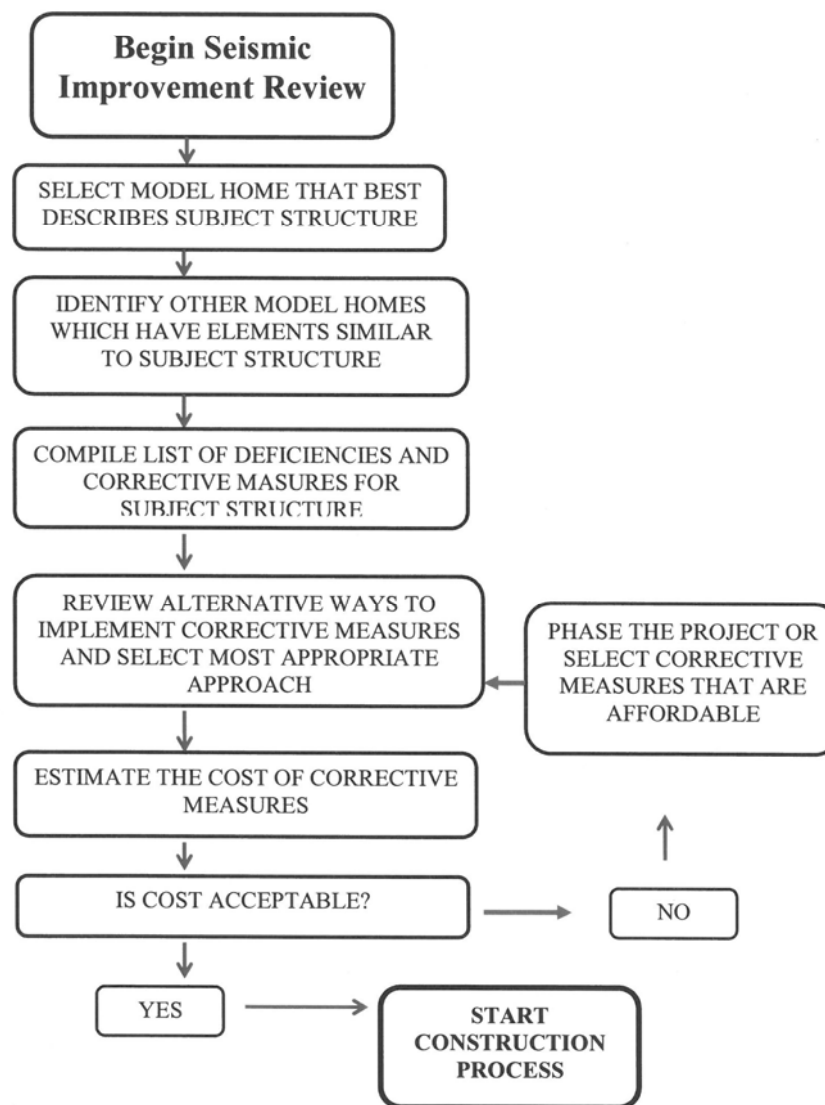 Begin Seismic
Improvement Review
SELECT MODEL HOME THAT BEST
DESCRIBES SUBJECT STRUCTURE
IDENTIFY OTHER MODEL HOMES
WHICH HAVE ELEMENTS SIMILAR
TO SUBJECT STRUCTURE
COMPILE LIST OF DEFICIENCIES AND
CORRECTIVE MASURES FOR
SUBJECT STRUCTURE
REVIEW ALTERNATIVE WAYS TO
IMPLEMENT CORRECTIVE MEASURES
AND SELECT MOST APPROPRIATE
APPROACH
PHASE THE PROJECT OR
SELECT CORRECTIVE
MEASURES THAT ARE
AFFORDABLE
ESTIMATE THE COST OF CORRECTIVE
MEASURES
IS COST ACCEPTABLE?
NO
YES
START
CONSTRUCTION
PROCESS